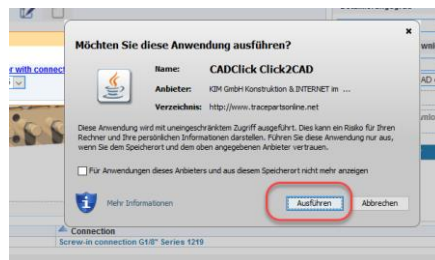 Möchten Sie diese Anwendung ausführen?
r with connect
Name: CADClick Click2CAD
Anbieter: KIM GmbH Konstruktion & INTERNET im ...
Verzeichnis: http://www.tracepartsonline.net
Diese Anwendung wird mit uneingeschränktem Zugriff ausgeführt. Dies kann ein Risiko für Ihren
Rechner und Ihre persönlichen Informationen darstellen. Führen Sie diese Anwendung nur aus,
wenn Sie dem Speicherort und dem oben angegebenen Anbieter vertrauen.
Für Anwendungen dieses Anbieters und aus diesem Speicherort nicht mehr anzeigen
Mehr Informationen
Ausführen
Abbrechen
Connection
Screw-in connection G1/8" Series 1219